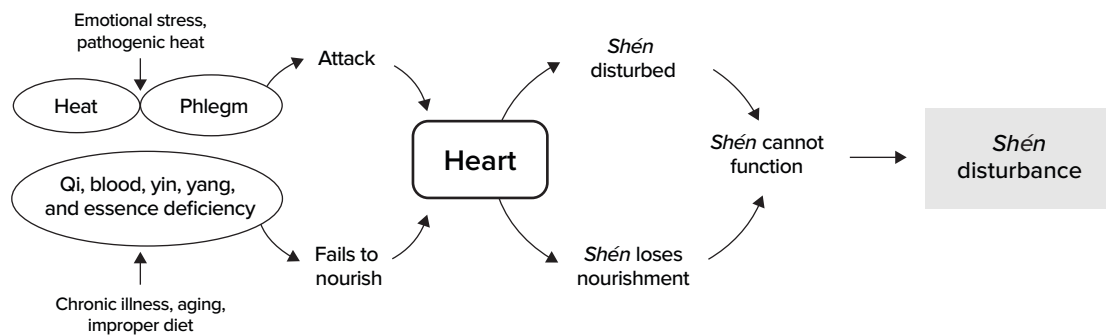 Emotional stress,
pathogenic heat
Heat
Phlegm
Attack
Shén
disturbed
Heart
Shén cannot
function
Shén
disturbance
Qi, blood, yin, yang,
and essence deficiency
Fails to
nourish
Shén loses
nourishment
Chronic illness, aging,
improper diet